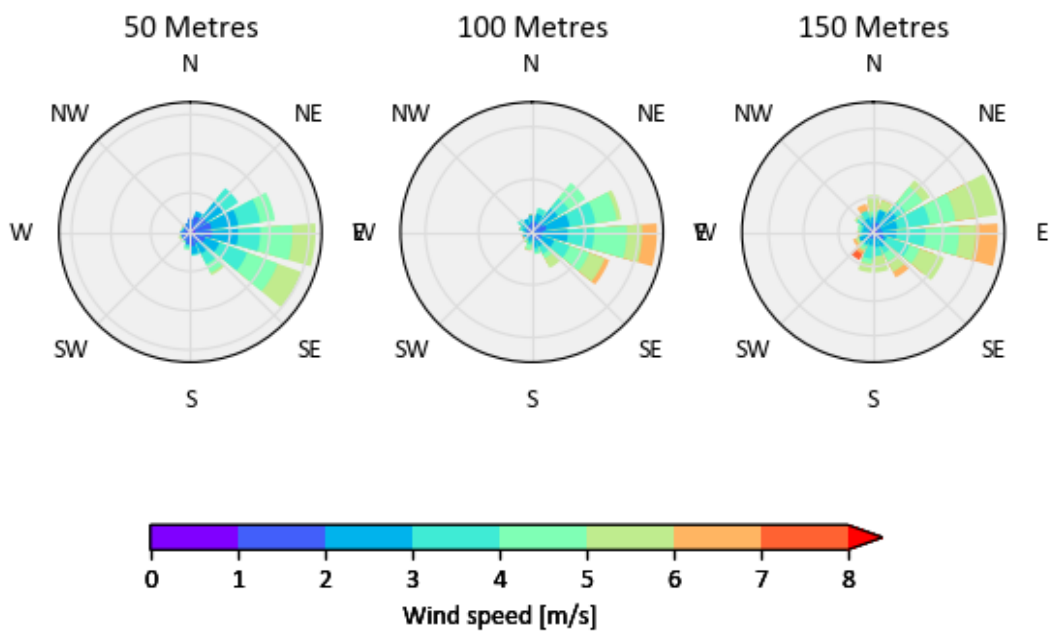 50 Metres 100 Metres 150 Metres
N N N
NW NE NW NE NW NE
W E W E W E
SW SE SW SE SW SE
S S S
0 1 2 3 4 5 6 7 8
Wind speed [m/s]